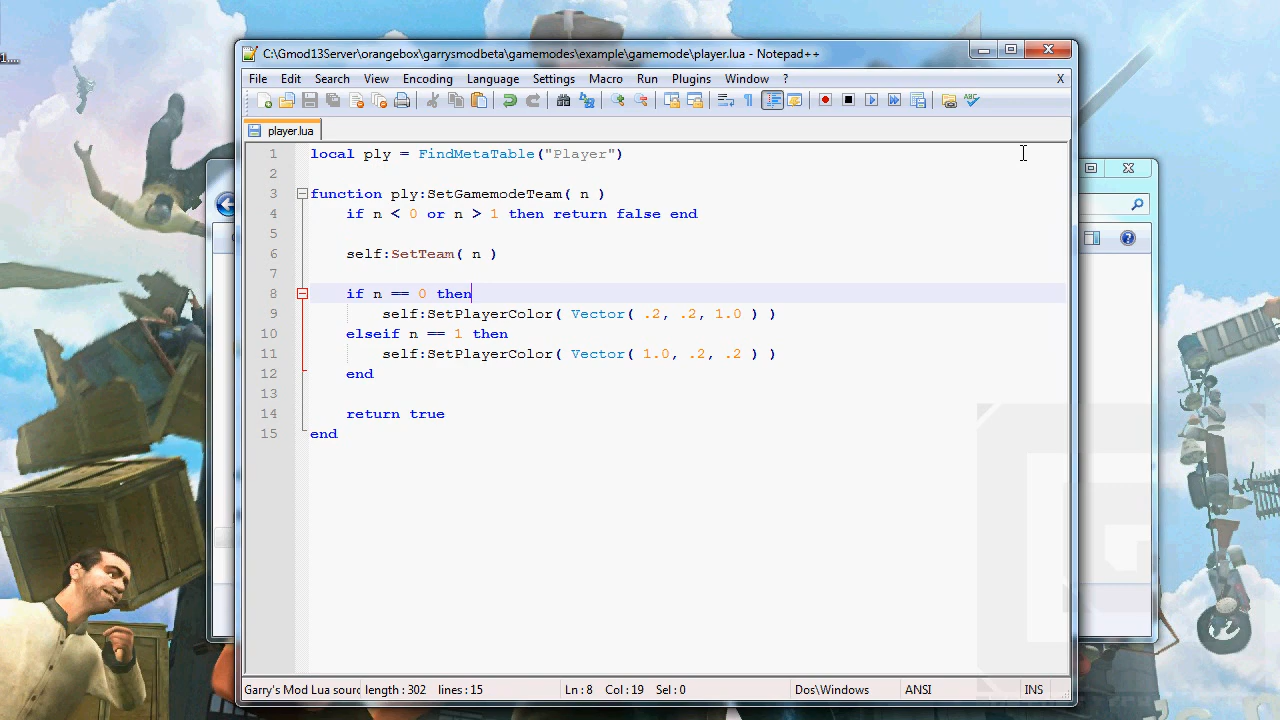 1....
C:\Gmod13Server\orangebox\garrysmodbeta\gamemodes\example\gamemode\player.lua - Notepad++
File Edit Search View Encoding Language Settings Macro Run Plugins Window ? X
player.lua
1 local ply = FindMetaTable("Player")
2
3 function ply:SetGamemodeTeam( n )
4 if n < 0 or n > 1 then return false end
5
6 self:SetTeam( n )
7
8 if n == 0 then
9 self:SetPlayerColor( Vector( .2, .2, 1.0 ) )
10 elseif n == 1 then
11 self:SetPlayerColor( Vector( 1.0, .2, .2 ) )
12 end
13
14 return true
15 end
Garry's Mod Lua sourc length : 302 lines : 15 Ln : 8 Col : 19 Sel : 0 Dos\Windows ANSI INS